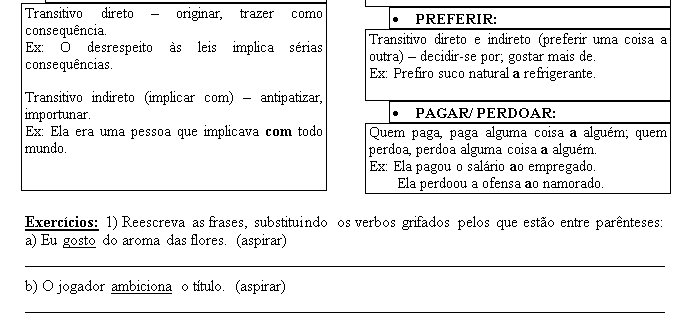 Transitivo direto – originar, trazer como
consequência.
Ex: O desrespeito às leis implica sérias
consequências.
Transitivo indireto (implicar com) – antipatizar,
importunar.
Ex: Ela era uma pessoa que implicava com todo
mundo.
• PREFERIR:
Transitivo direto e indireto (preferir uma coisa a
outra) – decidir-se por; gostar mais de.
Ex: Prefiro suco natural a refrigerante.
• PAGAR/ PERDOAR:
Quem paga, paga alguma coisa a alguém; quem
perdoa, perdoa alguma coisa a alguém.
Ex: Ela pagou o salário ao empregado.
Ela perdoou a ofensa ao namorado.
Exercícios: 1) Reescreva as frases, substituindo os verbos grifados pelos que estão entre parênteses:
a) Eu gosto do aroma das flores. (aspirar)
b) O jogador ambiciona o título. (aspirar)